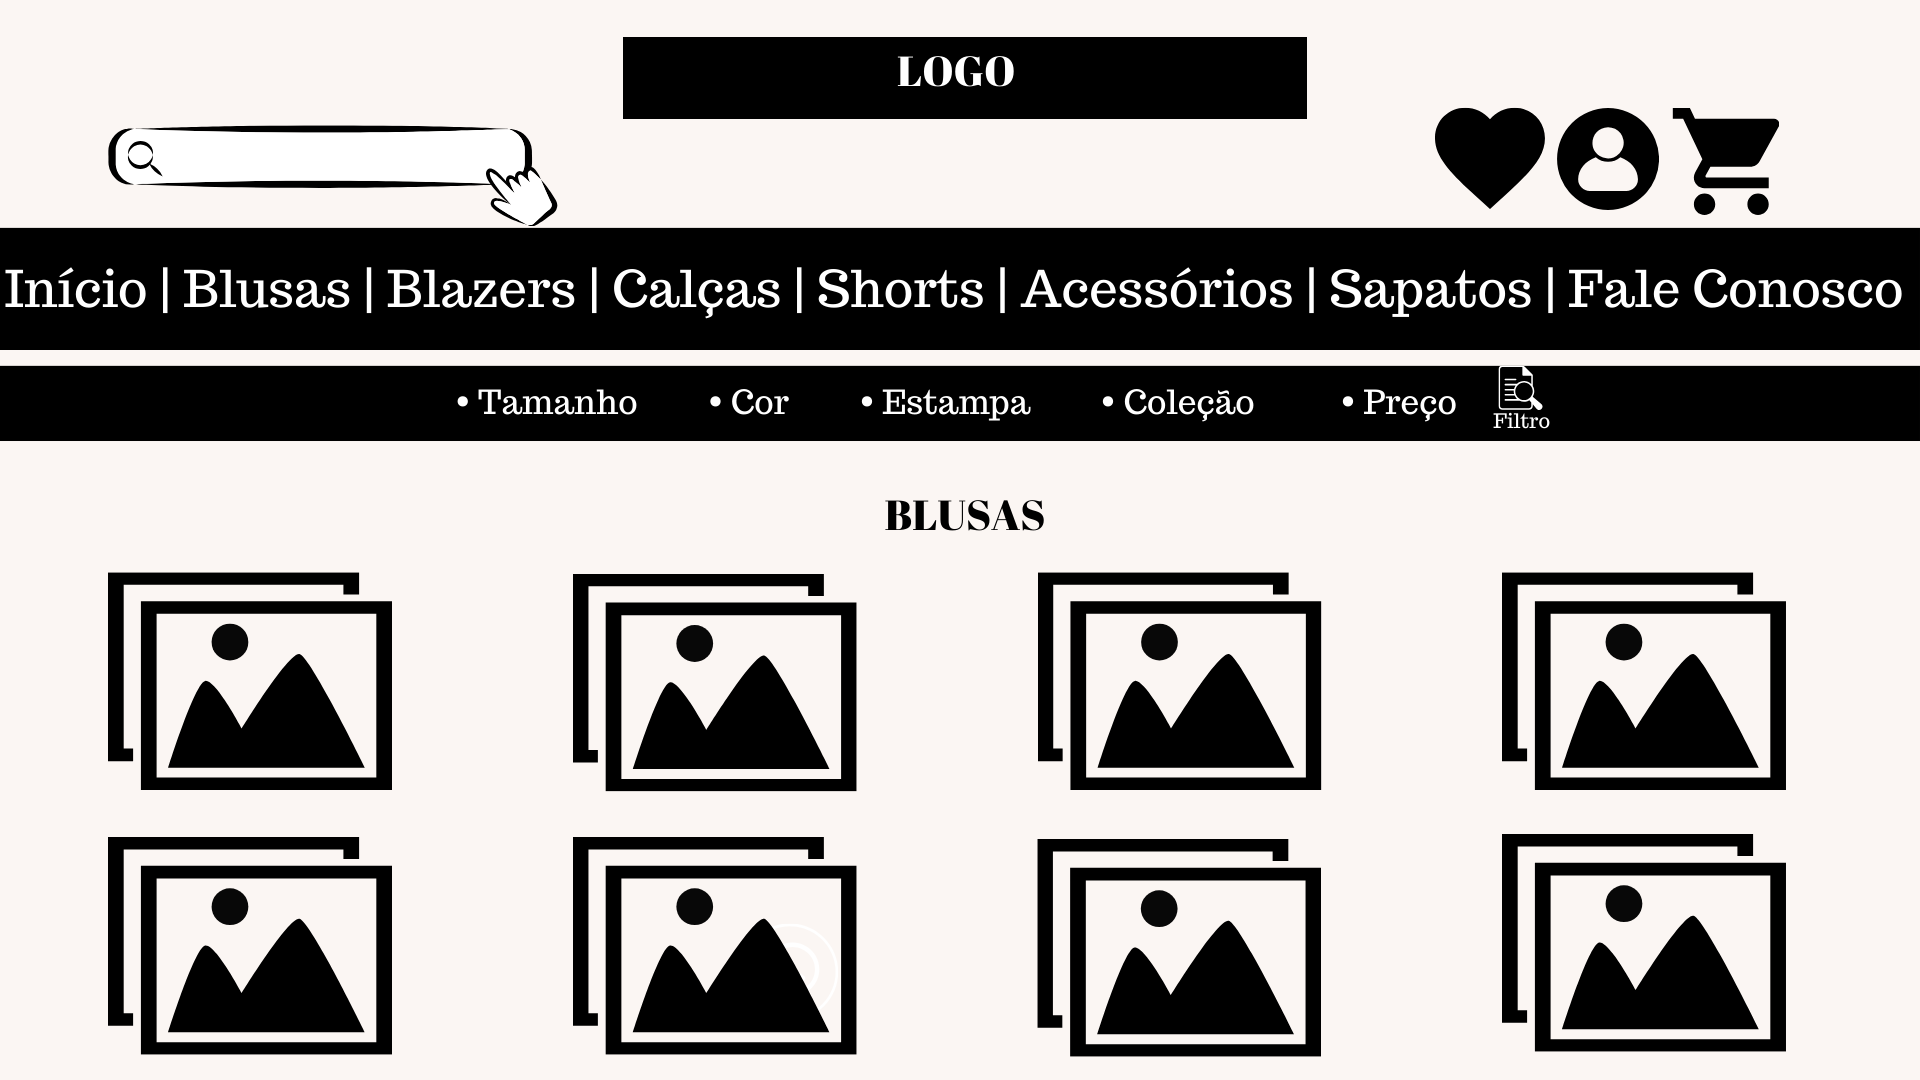 LOGO
Início | Blusas | Blazers | Calças | Shorts | Acessórios | Sapatos | Fale Conosco
• Tamanho • Cor • Estampa • Coleção • Preço
Filtro
BLUSAS